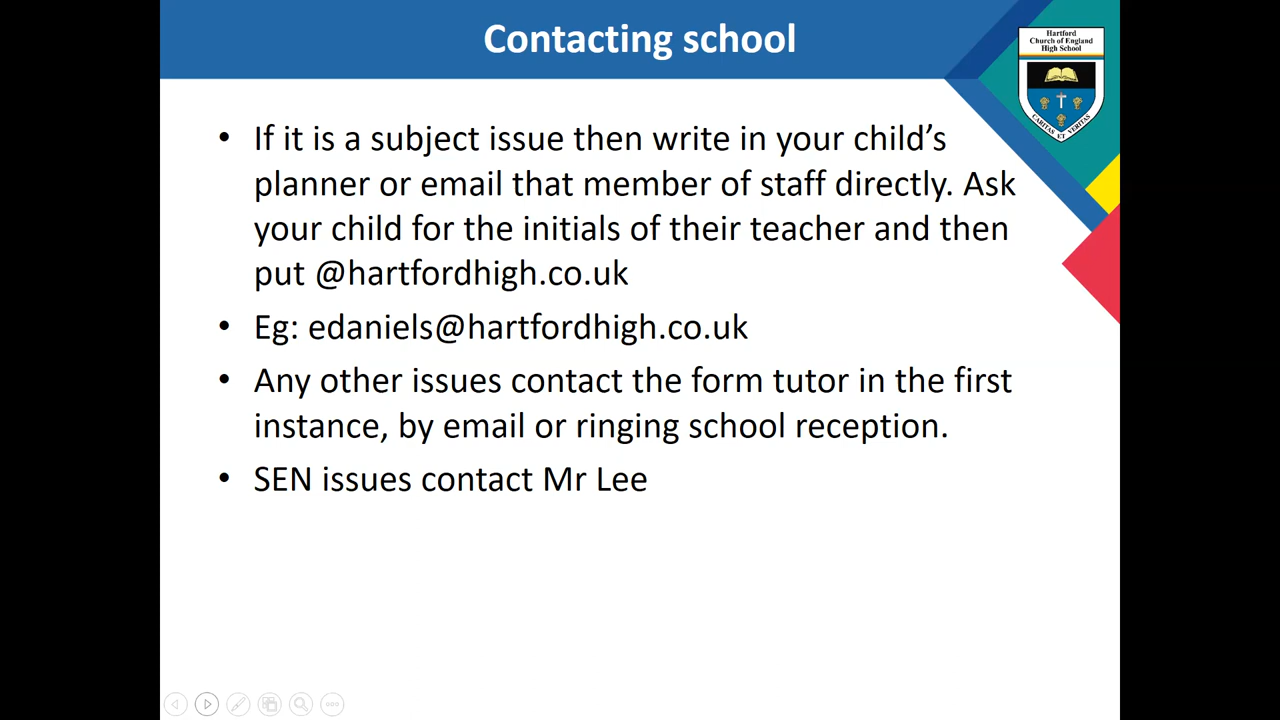 Contacting school
Hartford
Church of England
High School
CARITAS ET VERITAS
• If it is a subject issue then write in your child’s
planner or email that member of staff directly. Ask
your child for the initials of their teacher and then
put @hartfordhigh.co.uk
• Eg: edaniels@hartfordhigh.co.uk
• Any other issues contact the form tutor in the first
instance, by email or ringing school reception.
• SEN issues contact Mr Lee